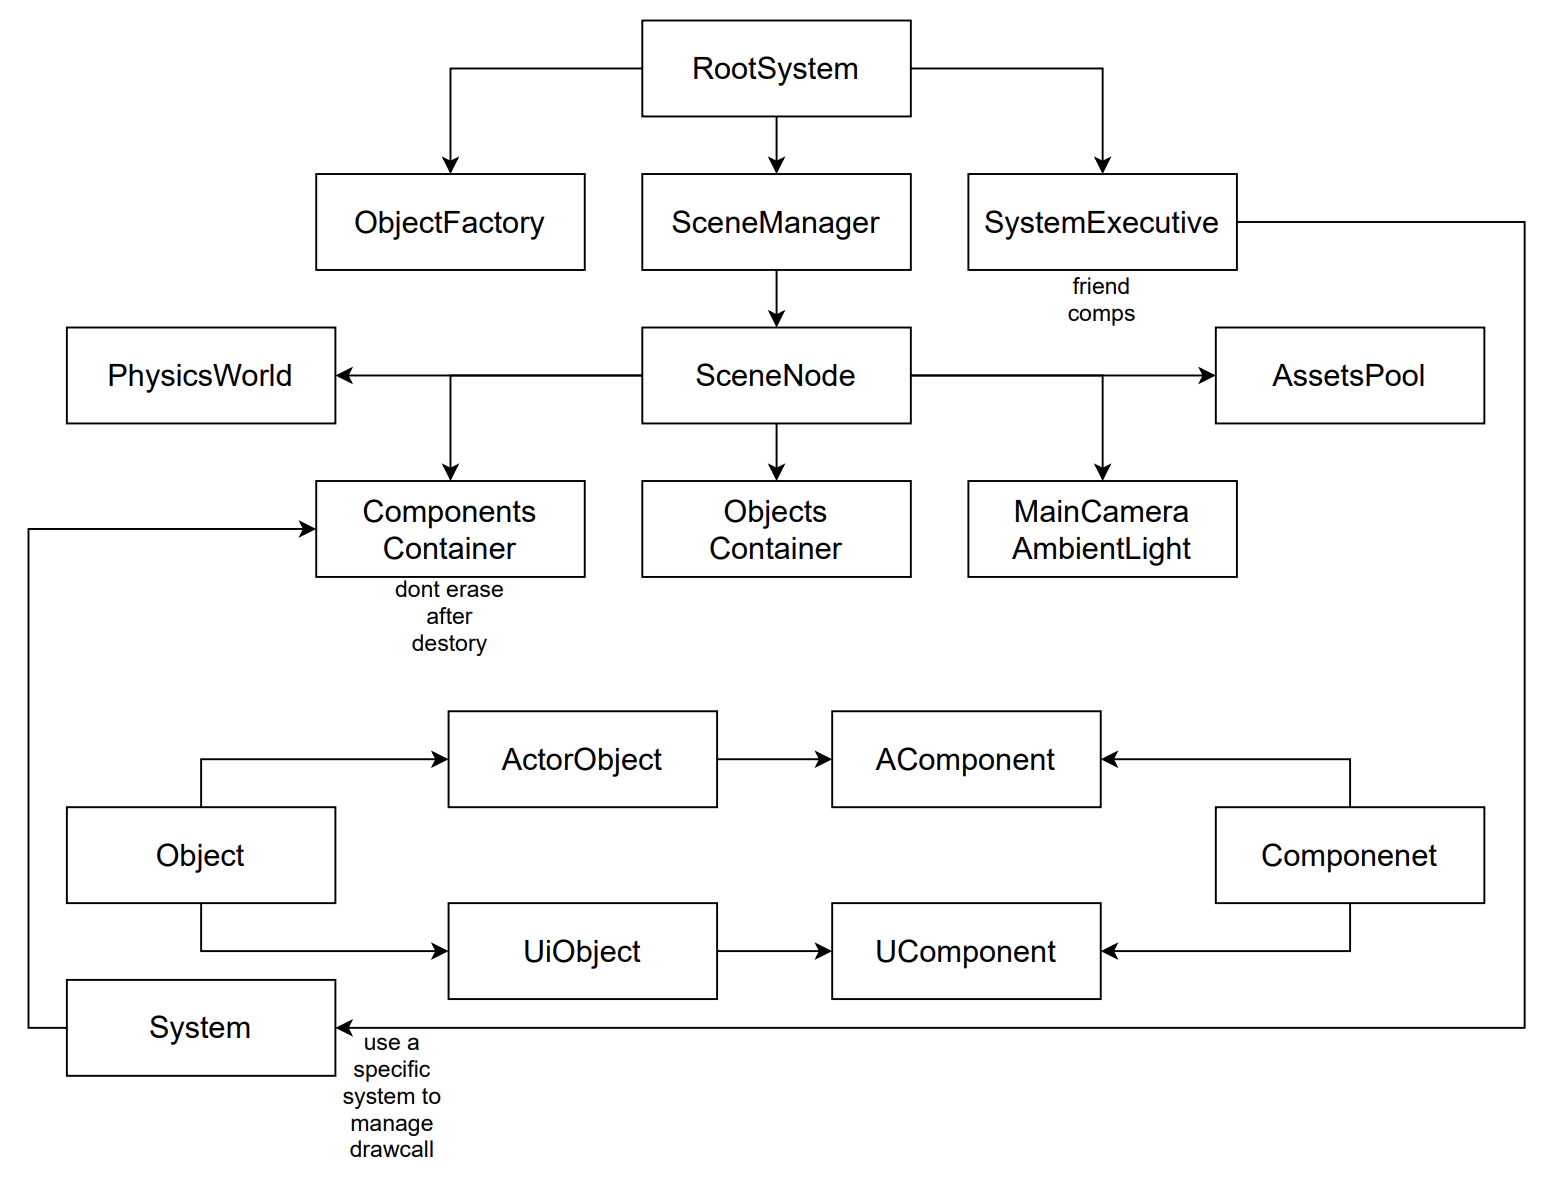 RootSystem
ObjectFactory
SceneManager
SystemExecutive
friend
comps
PhysicsWorld
SceneNode
AssetsPool
Components
Container
Objects
Container
MainCamera
AmbientLight
dont erase
after
destory
ActorObject
AComponent
Object
Componenet
UiObject
UComponent
System
use a
specific
system to
manage
drawcall